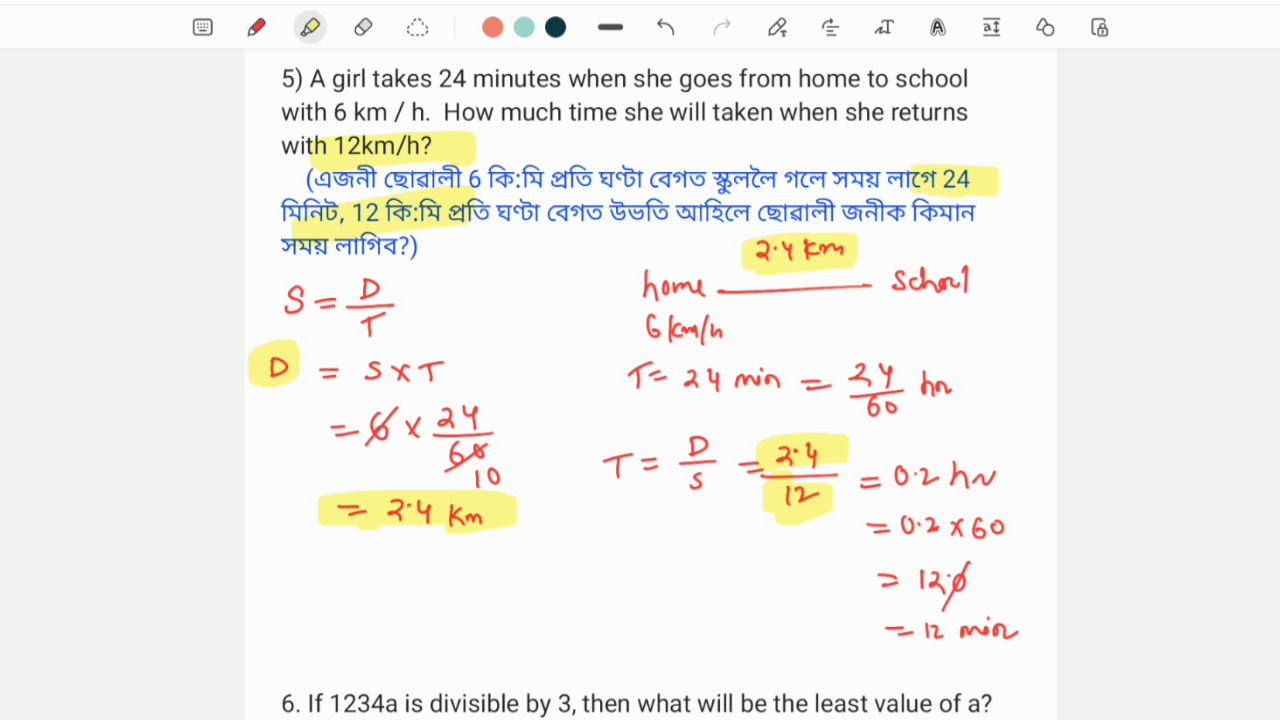 5) A girl takes 24 minutes when she goes from home to school
with 6 km / h. How much time she will taken when she returns
with 12km/h?
(এজনী ছোৱালী 6 কি:মি প্ৰতি ঘণ্টা বেগত স্কুললৈ গলে সময় লাগে 24
মিনিট, 12 কি:মি প্ৰতি ঘণ্টা বেগত উভতি আহিলে ছোৱালী জনীক কিমান
সময় লাগিব?)
2.4 km
home school
6 km/h
S = D/T
D = S x T
= 6 x 24/60
10
= 2.4 Km
T = 24 min = 24/60 hr
T = D/S = 2.4/12 = 0.2 hr
= 0.2 x 60
= 12.0
= 12 min
6. If 1234a is divisible by 3, then what will be the least value of a?